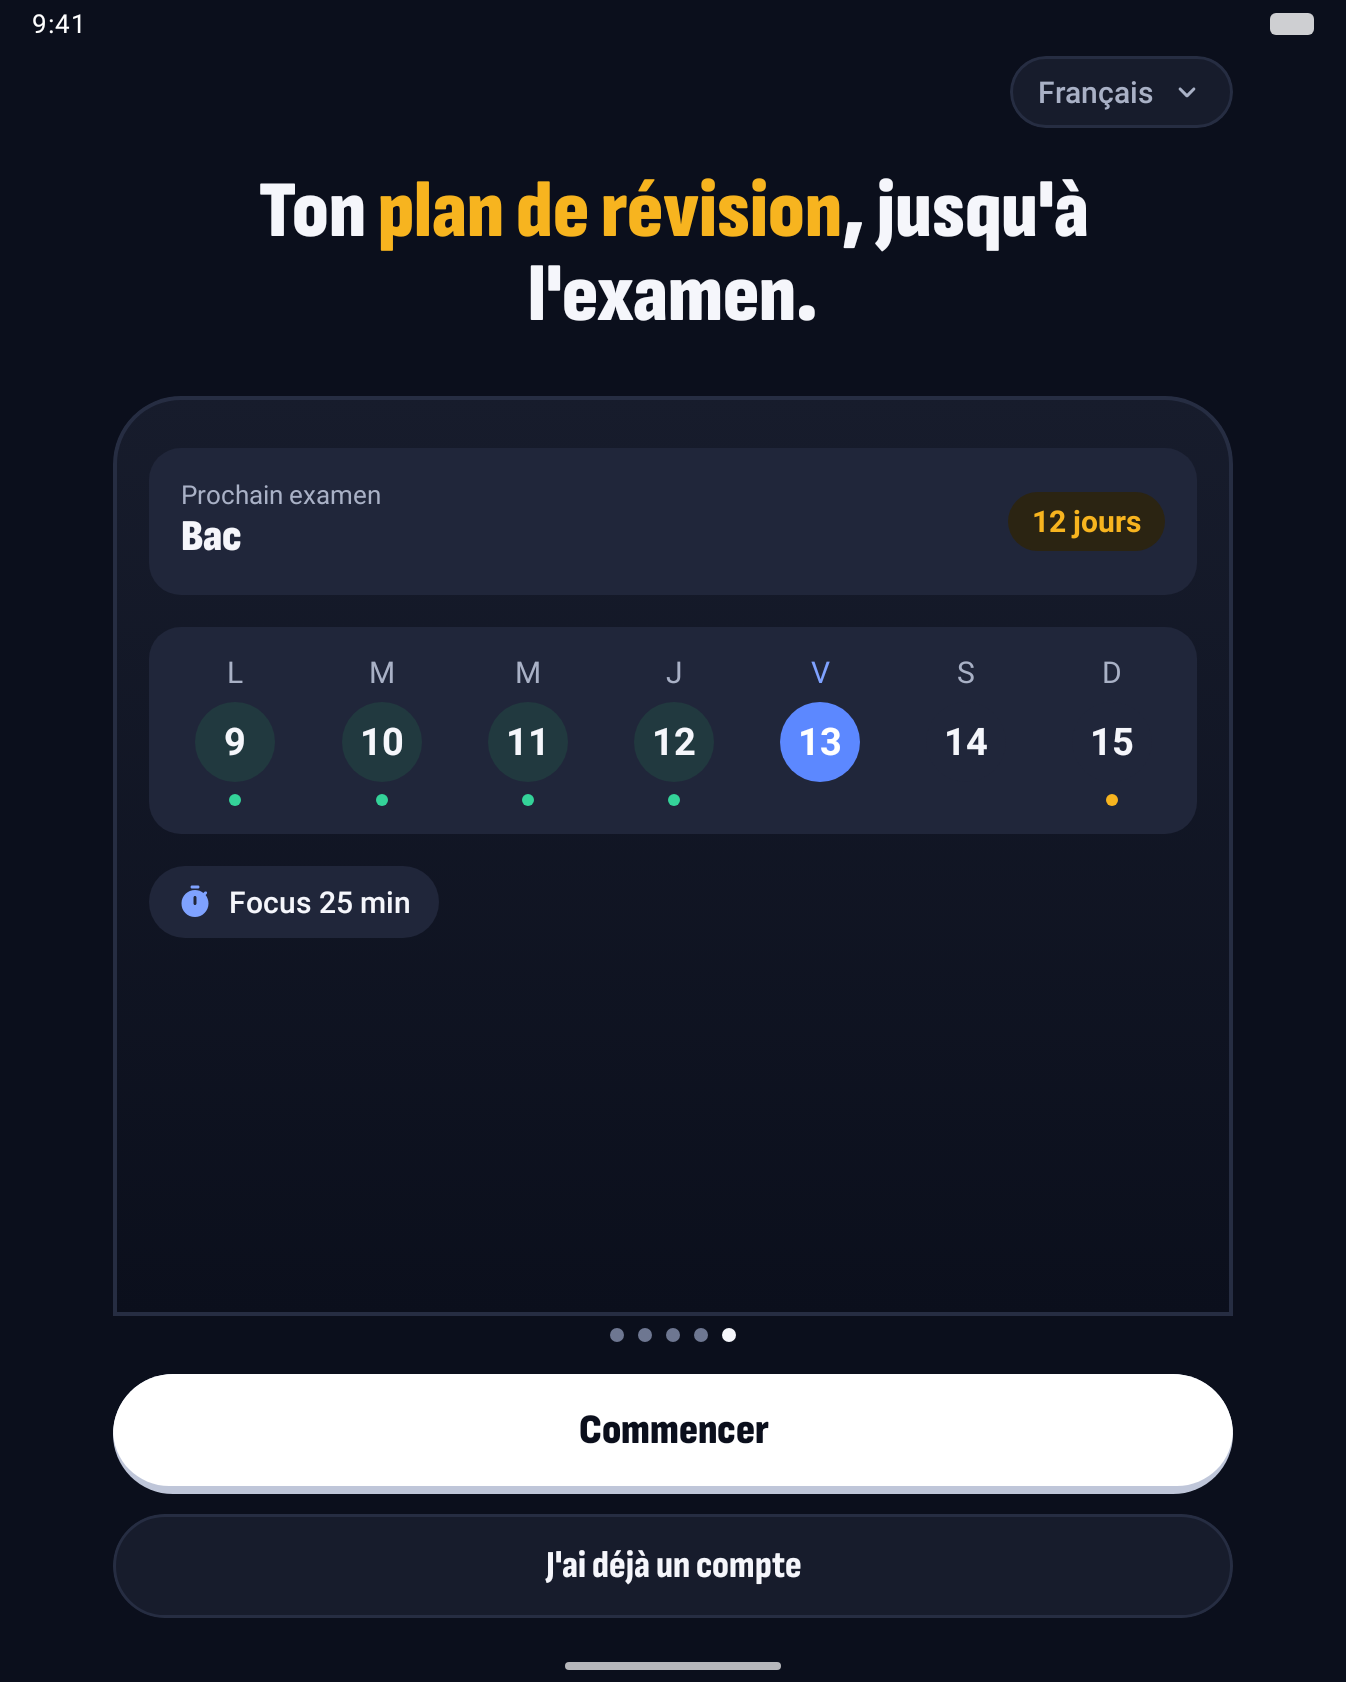 9:41
Français
Ton plan de révision, jusqu'à
l'examen.
Prochain examen
Bac
12 jours
L M M J V S D
9 10 11 12 13 14 15
Focus 25 min
Commencer
J'ai déjà un compte